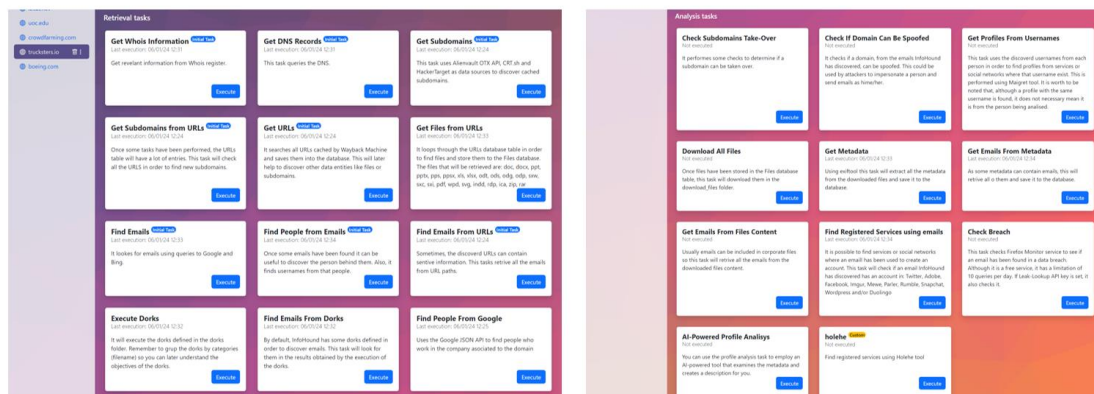 uoc.edu
crowdfarming.com
trucksters.io
boeing.com
Retrieval tasks
Get Whois Information Initial Task
Last execution: 06/01/24 12:31
Get revelant information from Whois register.
Execute
Get DNS Records Initial Task
Last execution: 06/01/24 12:31
This task queries the DNS.
Execute
Get Subdomains Initial Task
Last execution: 06/01/24 12:24
This task uses Alienvault OTX API, CRT.sh and
HackerTarget as data sources to discover cached
subdomains.
Execute
Get Subdomains from URLs Initial Task
Last execution: 06/01/24 12:24
Once some tasks have been performed, the URLs
table will have a lot of entries. This task will check
all the URLS in order to find new subdomains.
Execute
Get URLs Initial Task
Last execution: 06/01/24 12:24
It searches all URLs cached by Wayback Machine
and saves them into the database. This will later
help to discover other data entities like files or
subdomains.
Execute
Get Files from URLs
Last execution: 06/01/24 12:33
It loops through the URLs database table in order
to find files and store them to the Files database.
The files that will be retrieved are: doc, docx, ppt,
pptx, pps, ppsx, xls, xlsx, odt, ods, odg, odp, sxw,
sxc, sxi, pdf, wpd, svg, indd, rdp, ica, zip, rar
Execute
Find Emails Initial Task
Last execution: 06/01/24 12:33
It lookes for emails using queries to Google and
Bing.
Execute
Find People from Emails Initial Task
Last execution: 06/01/24 12:34
Once some emails have been found it can be
useful to discover the person behind them. Also, it
finds usernames from that people.
Execute
Find Emails From URLs Initial Task
Last execution: 06/01/24 12:24
Sometimes, the discoverd URLs can contain
sentive information. This tasks retrive all the emails
from URL paths.
Execute
Execute Dorks
Last execution: 06/01/24 12:32
It will execute the dorks defined in the dorks
folder. Remember to grup the dorks by categories
(filename) so you can later understand the
objectives of the dorks.
Execute
Find Emails From Dorks
Last execution: 06/01/24 12:32
By default, InfoHound has some dorks defined in
order to discover emails. This task will look for
them in the results obtained by the execution of
the dorks.
Execute
Find People From Google
Last execution: 06/01/24 12:25
Uses the Google JSON API to find people who
work in the company asociated to the domain
Execute
Analysis tasks
Check Subdomains Take-Over
Not executed
It performes some checks to determine if a
subdomain can be taken over.
Execute
Check If Domain Can Be Spoofed
Not executed
It checks if a domain, from the emails InfoHound
has discovered, can be spoofed. This could be
used by attackers to impersonate a person and
send emails as hime/her.
Execute
Get Profiles From Usernames
Not executed
This task uses the discoverd usernames from each
person in order to find profiles from services or
social networks where that username exist. This is
performed using Maigret tool. It is worth to be
noted that, although a profile with the same
username is found, it does not necessary mean it
is from the person being analised.
Execute
Download All Files
Not executed
Once files have been stored in the Files database
table, this task will download them in the
download_files folder.
Execute
Get Metadata
Last execution: 06/01/24 12:33
Using exiftool this task will extract all the metadata
from the downloaded files and save it to the
database.
Execute
Get Emails From Metadata
Last execution: 06/01/24 12:34
As some metadata can contain emails, this will
retrive all o them and save it to the database.
Execute
Get Emails From Files Content
Not executed
Usually emails can be included in corporate files
so this task will retrive all the emails from the
downloaded files content.
Execute
Find Registered Services using emails
Last execution: 06/01/24 12:34
It is possible to find services or social networks
where an email has been used to create an
account. This task will check if an email InfoHound
has discovered has an account in Twitter, Adobe,
Facebook, Imgur, Mewe, Parler, Rumble, Snapchat,
Wordpress and/or Duolingo
Execute
Check Breach
Not executed
This task checks Firefox Monitor service to see if
an email has been found in a data breach.
Although it is a free service, it has a limitation of
10 queries per day. If Leak-Lookup API key is set, it
also checks it.
Execute
AI-Powered Profile Analisys
Not executed
You can use the profile analysis task to employ an
AI-powered tool that examines the metadata and
creates a description for you.
Execute
holehe Custom
Not executed
Find registered services using Holehe tool
Execute